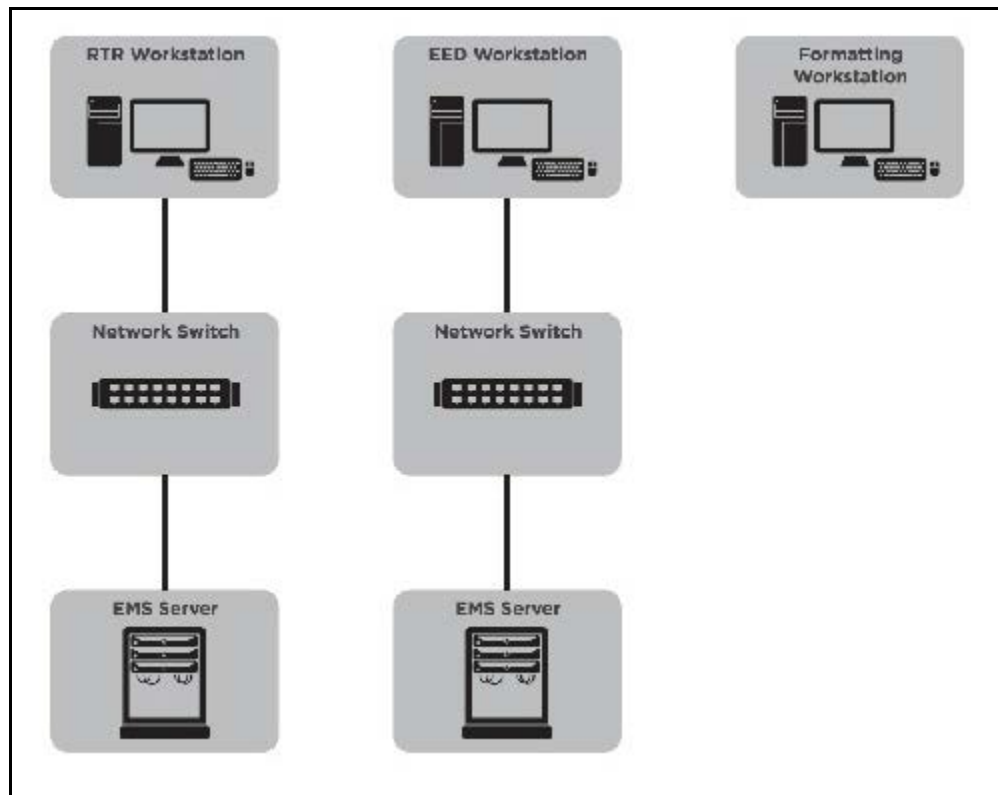 RTR Workstation
EED Workstation
Formatting
Workstation
Network Switch
Network Switch
EMS Server
EMS Server